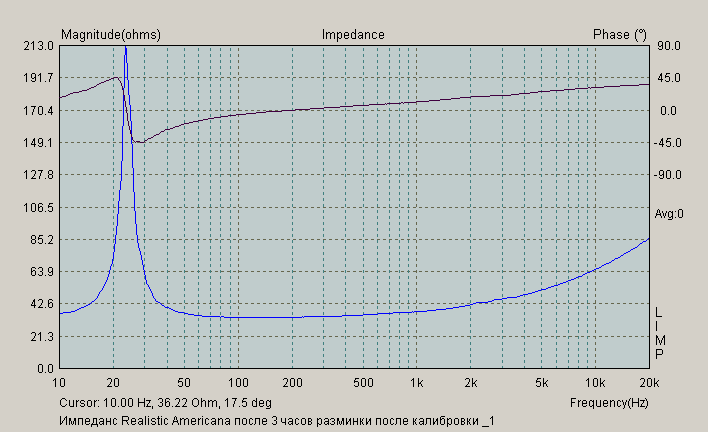 Magnitude(ohms) Impedance Phase (º)
213.0 90.0
191.7 45.0
170.4 0.0
149.1 -45.0
127.8 -90.0
106.5
Avg:0
85.2
63.9
42.6
21.3
0.0
L
I
M
P
10 20 50 100 200 500 1k 2k 5k 10k 20k
Cursor: 10.00 Hz, 36.22 Ohm, 17.5 deg Frequency(Hz)
Импеданс Realistic Americana после 3 часов разминки после калибровки _1